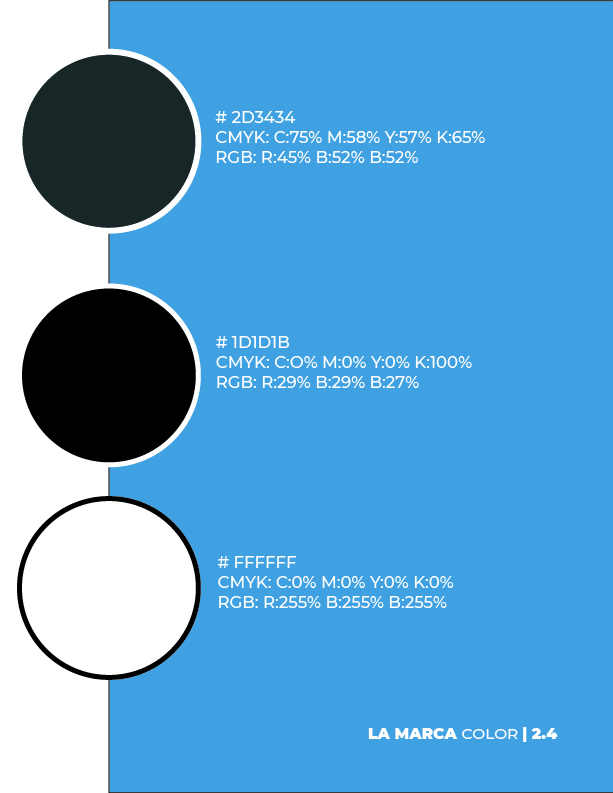 # 2D3434
CMYK: C:75% M:58% Y:57% K:65%
RGB: R:45% B:52% B:52%
# 1D1D1B
CMYK: C:O% M:0% Y:0% K:100%
RGB: R:29% B:29% B:27%
# FFFFFF
CMYK: C:0% M:0% Y:0% K:0%
RGB: R:255% B:255% B:255%
LA MARCA COLOR | 2.4